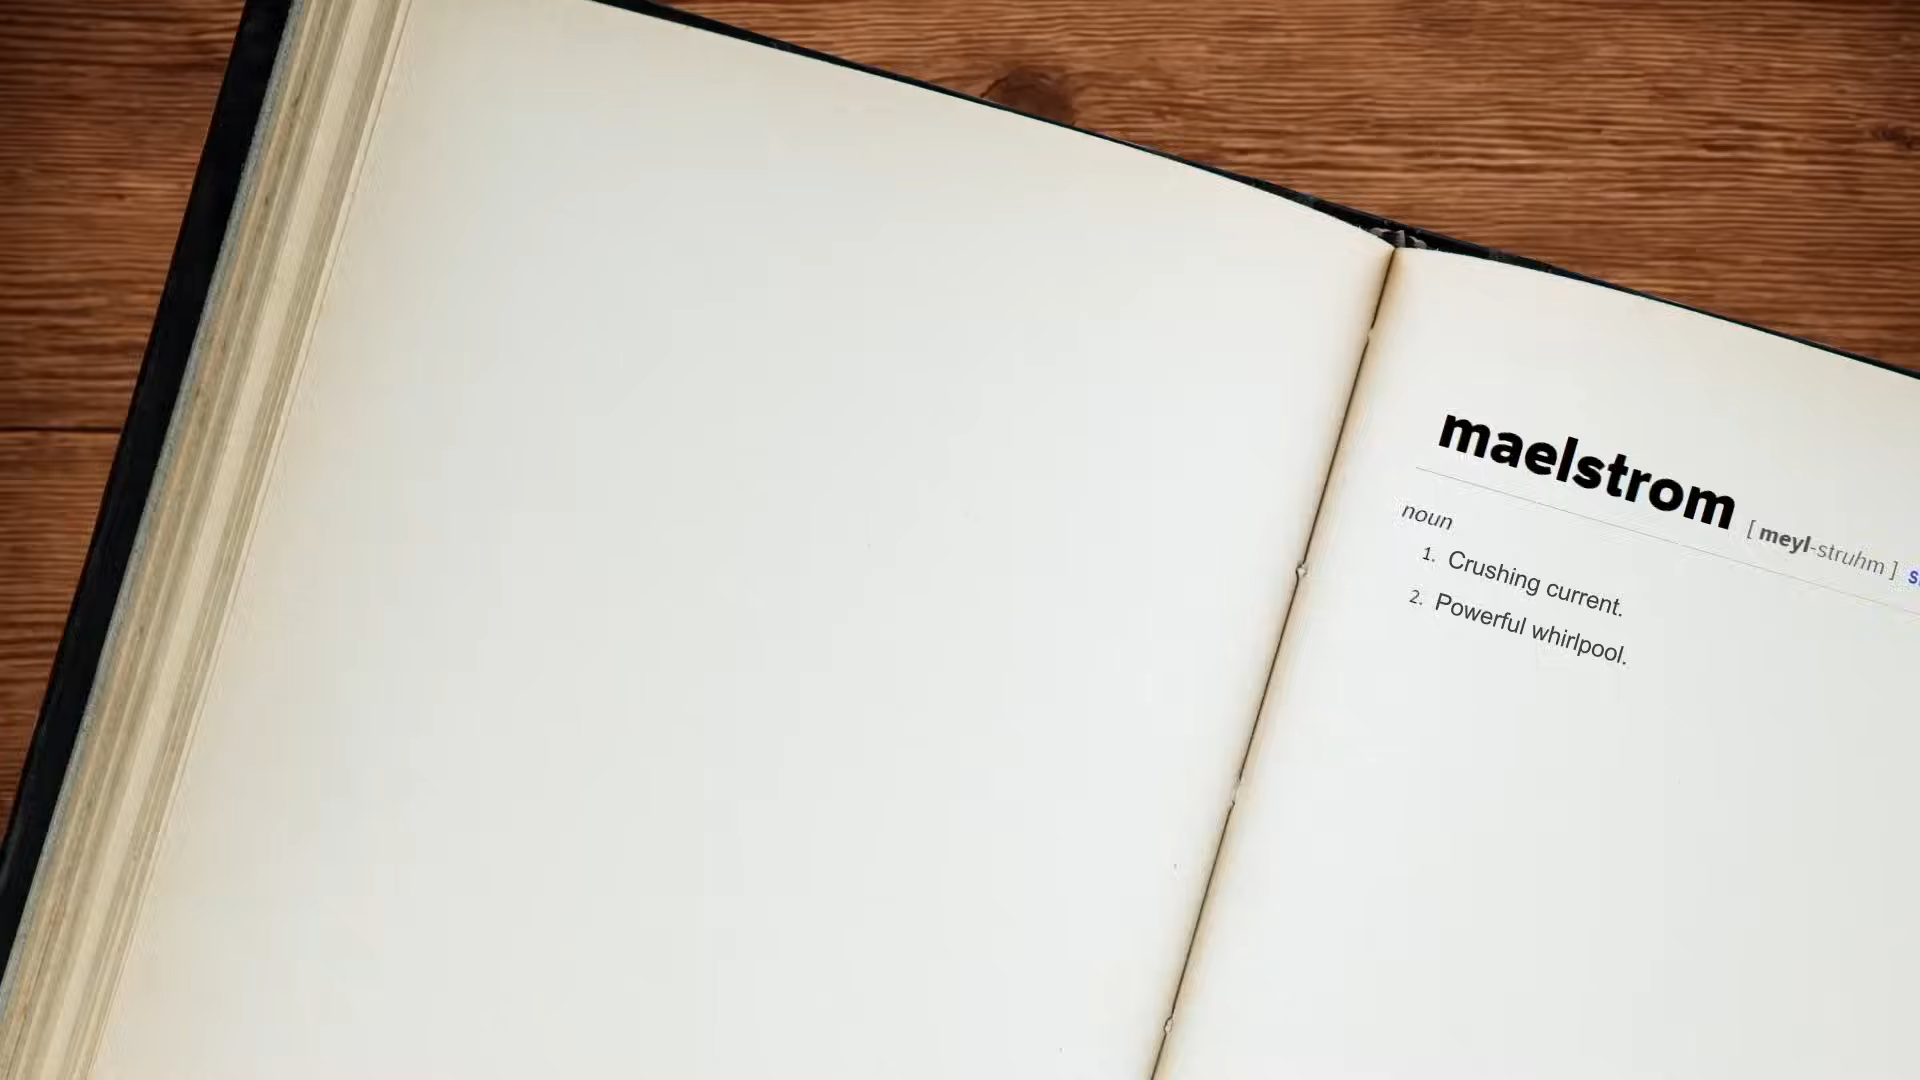 maelstrom [ meyl-struhm ]
noun
1. Crushing current.
2. Powerful whirlpool.